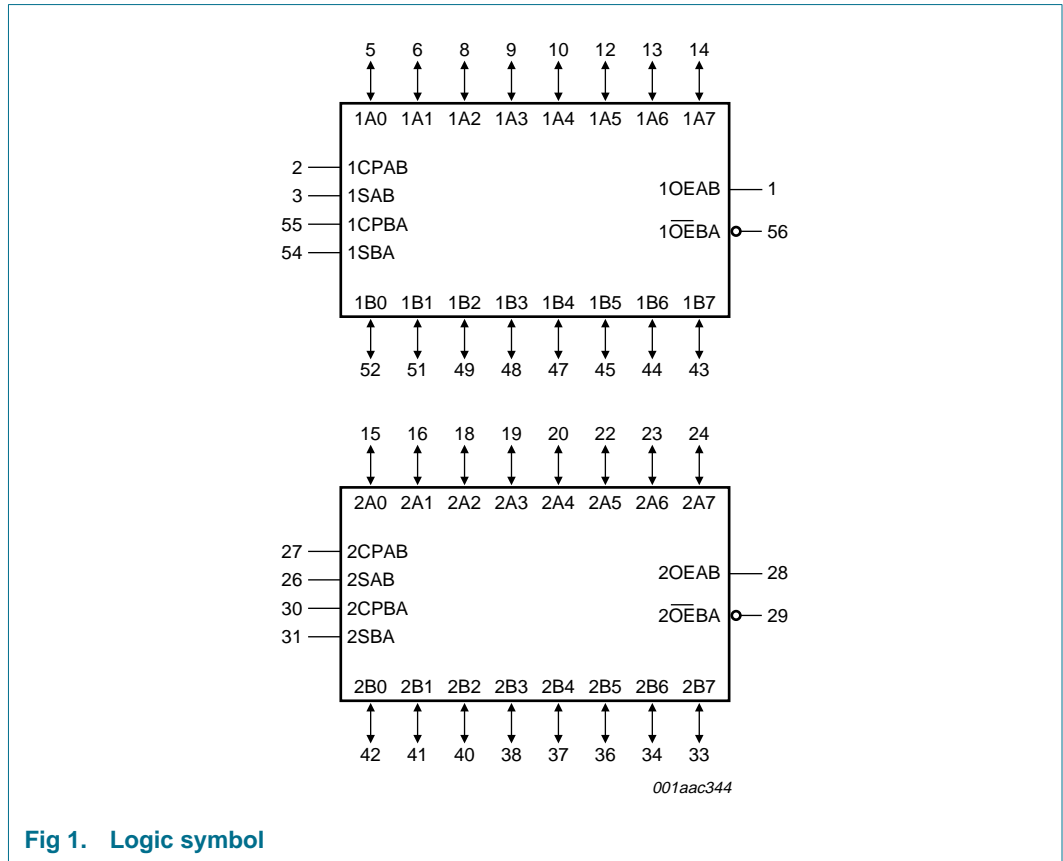 5 6 8 9 10 12 13 14
1A0 1A1 1A2 1A3 1A4 1A5 1A6 1A7
2 1CPAB
1OEAB 1
3 1SAB
55 1CPBA
1O̅E̅BA 56
54 1SBA
1B0 1B1 1B2 1B3 1B4 1B5 1B6 1B7
52 51 49 48 47 45 44 43
15 16 18 19 20 22 23 24
2A0 2A1 2A2 2A3 2A4 2A5 2A6 2A7
27 2CPAB
2OEAB 28
26 2SAB
30 2CPBA
2O̅E̅BA 29
31 2SBA
2B0 2B1 2B2 2B3 2B4 2B5 2B6 2B7
42 41 40 38 37 36 34 33
001aac344
Fig 1. Logic symbol